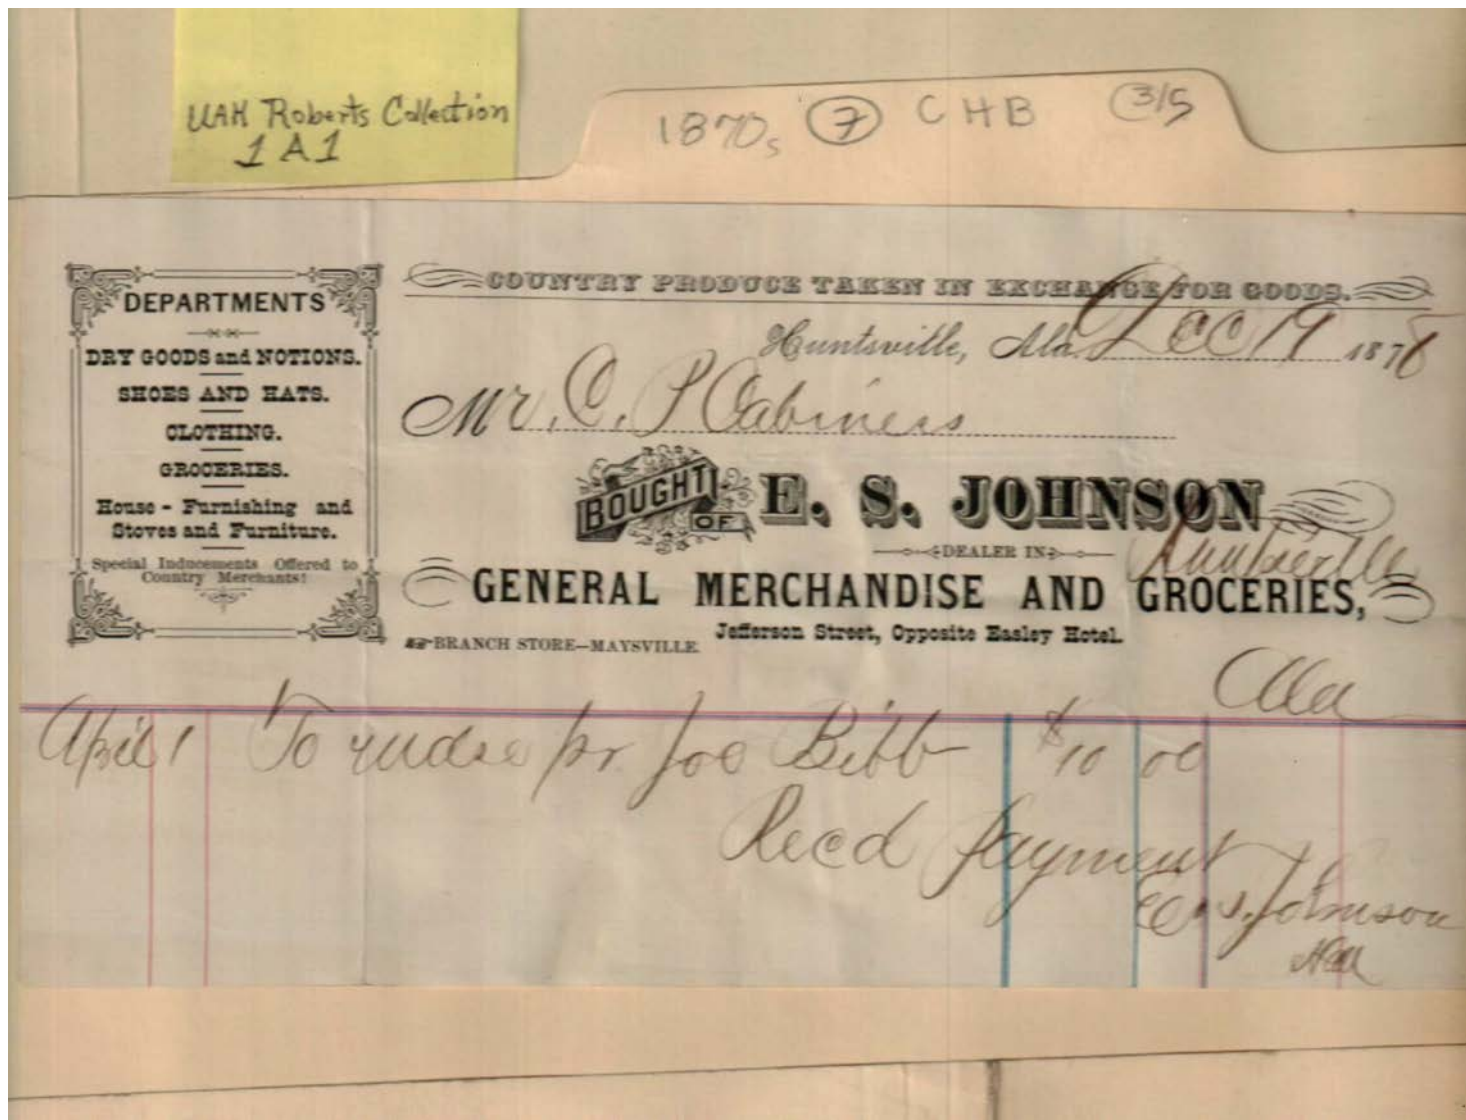 UAH Roberts Collection
1A1
1870s 7 CHB 3/5
DEPARTMENTS
DRY GOODS and NOTIONS.
SHOES AND HATS.
CLOTHING.
GROCERIES.
House - Furnishing and
Stoves and Furniture.
Special Inducements Offered to
Country Merchants!
COUNTRY PRODUCE TAKEN IN EXCHANGE FOR GOODS.
Huntsville, Ala. Dec 19 1878
Mr. C. P Cabiness
BOUGHT OF E. S. JOHNSON
DEALER IN
GENERAL MERCHANDISE AND GROCERIES,
Jefferson Street, Opposite Easley Hotel.
BRANCH STORE—MAYSVILLE.
Ala
April 1 To mdse pr Joe Bibb $10 00
Recd payment
E. S. Johnson